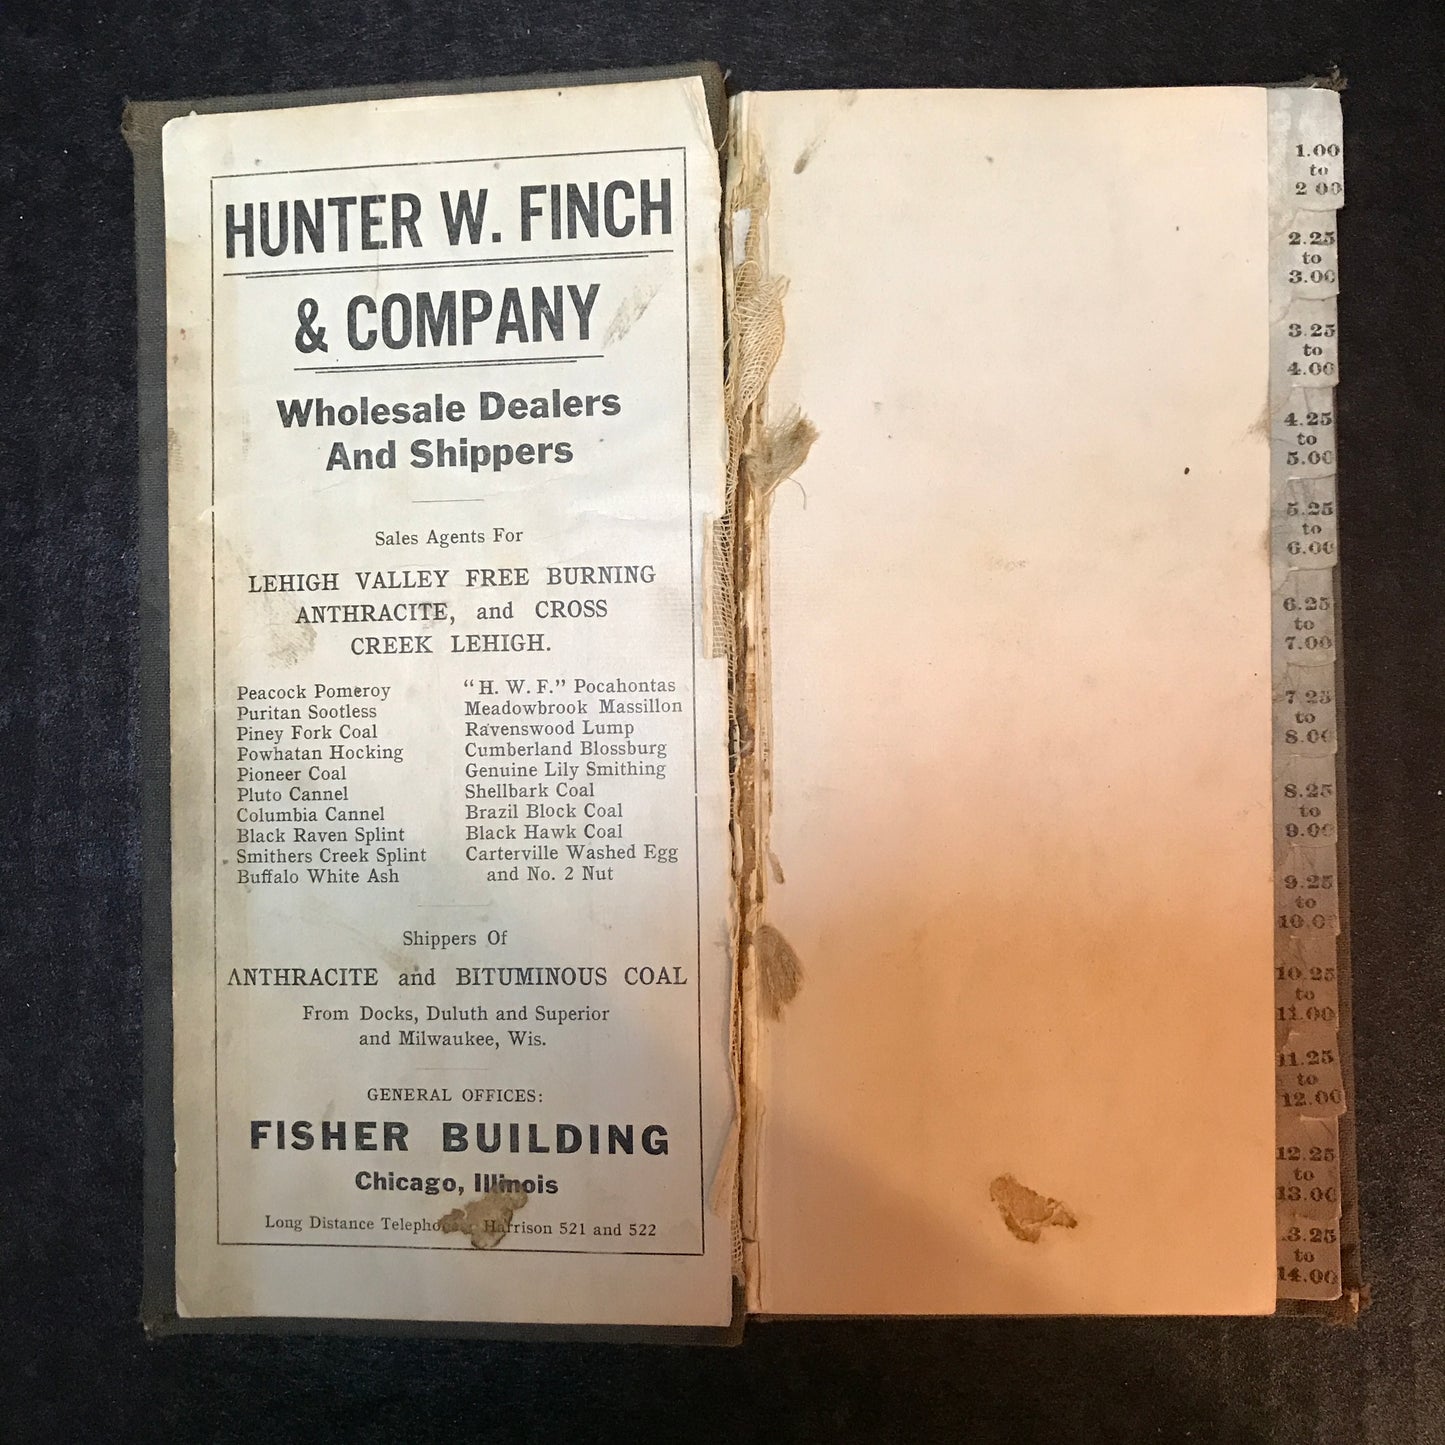 HUNTER W. FINCH
& COMPANY
Wholesale Dealers
And Shippers
Sales Agents For
LEHIGH VALLEY FREE BURNING
ANTHRACITE, and CROSS
CREEK LEHIGH.
Peacock Pomeroy
Puritan Sootless
Piney Fork Coal
Powhatan Hocking
Pioneer Coal
Pluto Cannel
Columbia Cannel
Black Raven Splint
Smithers Creek Splint
Buffalo White Ash
"H. W. F." Pocahontas
Meadowbrook Massillon
Ravenswood Lump
Cumberland Blossburg
Genuine Lily Smithing
Shellbark Coal
Brazil Block Coal
Black Hawk Coal
Carterville Washed Egg
and No. 2 Nut
Shippers Of
ANTHRACITE and BITUMINOUS COAL
From Docks, Duluth and Superior
and Milwaukee, Wis.
GENERAL OFFICES:
FISHER BUILDING
Chicago, Illinois
Long Distance Telephone Harrison 521 and 522
1.00
to
2 00
2.25
to
3.00
3.25
to
4.00
4.25
to
5.00
5.25
to
6.00
6.25
to
7.00
7 25
to
8.00
8.25
to
9.00
9.25
to
10.0
10.25
to
11.00
11.25
to
12.00
12.25
to
13.00
3.25
to
14.00